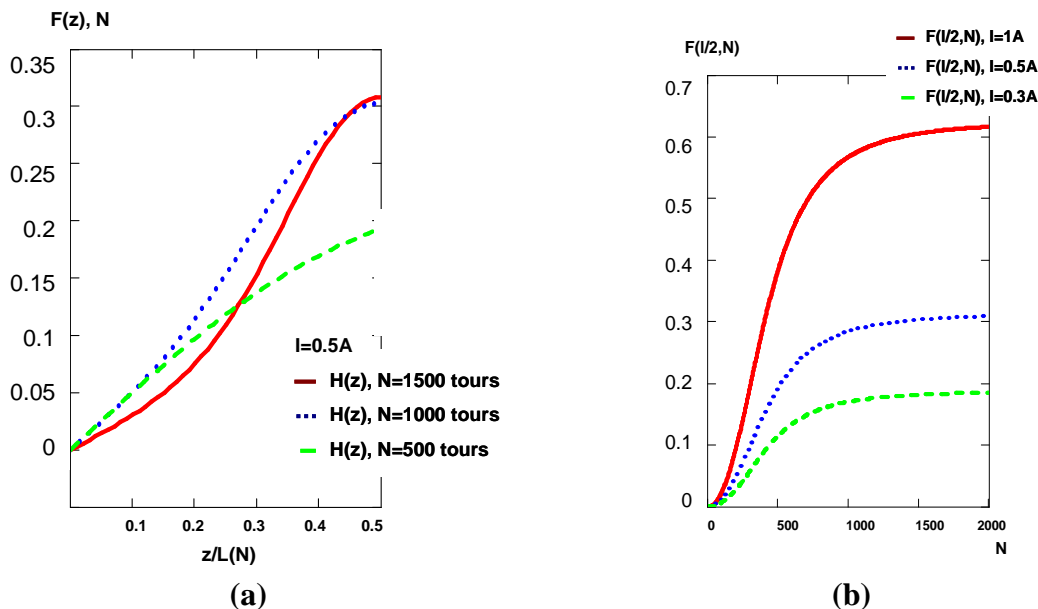 F(z), N
0.35
0.3
0.25
0.2
0.15
0.1
0.05
0
I=0.5A
H(z), N=1500 tours
H(z), N=1000 tours
H(z), N=500 tours
0.1 0.2 0.3 0.4 0.5
z/L(N)
(a)
F(l/2,N)
F(l/2,N), I=1A
F(l/2,N), I=0.5A
F(l/2,N), I=0.3A
0.7
0.6
0.5
0.4
0.3
0.2
0.1
0
0 500 1000 1500 2000
N
(b)